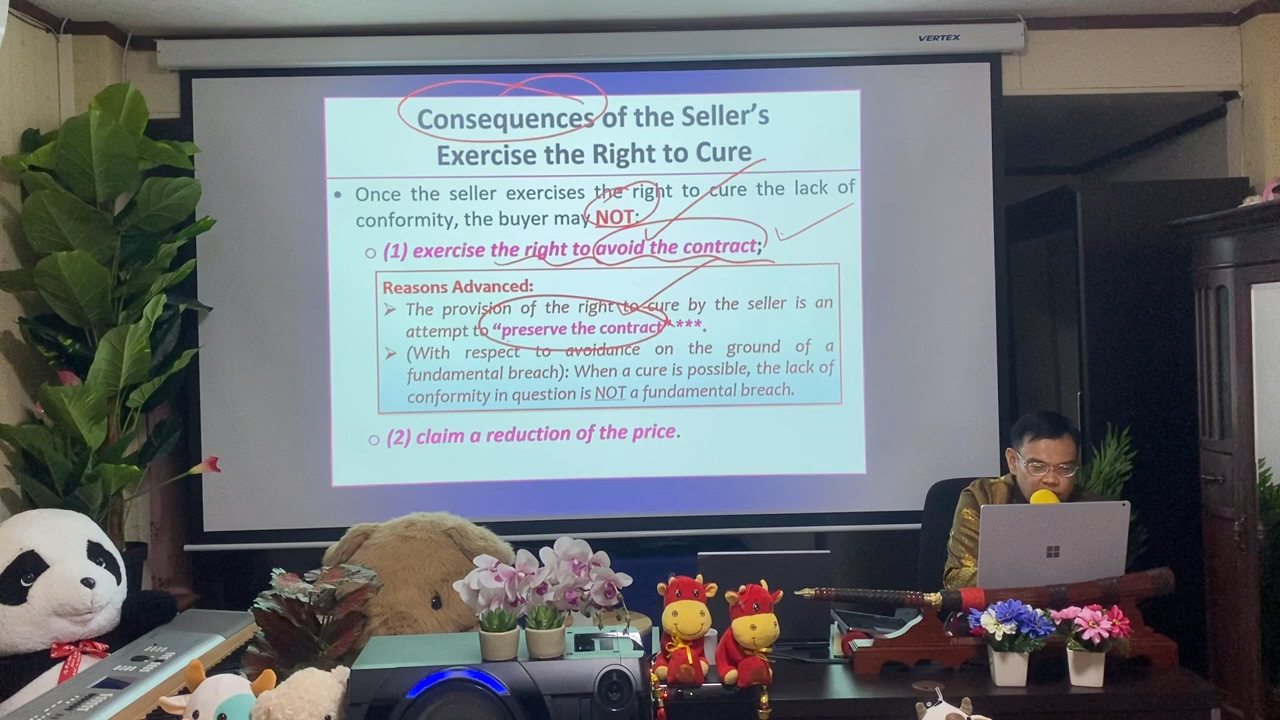 VERTEX
Consequences of the Seller's
Exercise the Right to Cure
• Once the seller exercises the right to cure the lack of
conformity, the buyer may NOT:
o (1) exercise the right to avoid the contract;
Reasons Advanced:
➢ The provision of the right to cure by the seller is an
attempt to “preserve the contract”***.
➢ (With respect to avoidance on the ground of a
fundamental breach): When a cure is possible, the lack of
conformity in question is NOT a fundamental breach.
o (2) claim a reduction of the price.